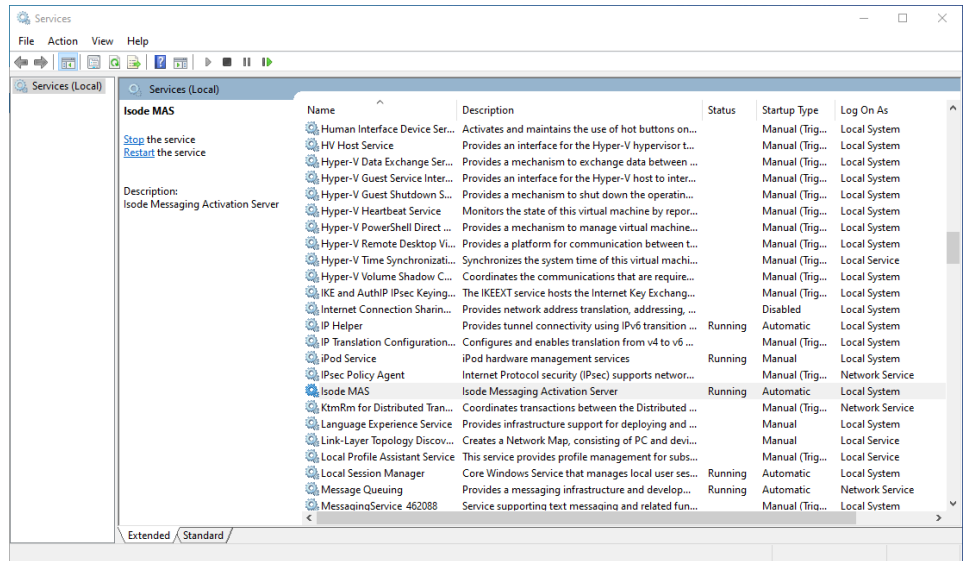 Services
File Action View Help
Services (Local)
Services (Local)
Isode MAS
Stop the service
Restart the service
Description:
Isode Messaging Activation Server
Name Description Status Startup Type Log On As
Human Interface Device Ser... Activates and maintains the use of hot buttons on... Manual (Trig... Local System
HV Host Service Provides an interface for the Hyper-V hypervisor t... Manual (Trig... Local System
Hyper-V Data Exchange Ser... Provides a mechanism to exchange data between ... Manual (Trig... Local System
Hyper-V Guest Service Inter... Provides an interface for the Hyper-V host to inter... Manual (Trig... Local System
Hyper-V Guest Shutdown S... Provides a mechanism to shut down the operatin... Manual (Trig... Local System
Hyper-V Heartbeat Service Monitors the state of this virtual machine by repor... Manual (Trig... Local System
Hyper-V PowerShell Direct ... Provides a mechanism to manage virtual machine... Manual (Trig... Local System
Hyper-V Remote Desktop Vi... Provides a platform for communication between t... Manual (Trig... Local System
Hyper-V Time Synchronizati... Synchronizes the system time of this virtual machi... Manual (Trig... Local Service
Hyper-V Volume Shadow C... Coordinates the communications that are require... Manual (Trig... Local System
IKE and AuthIP IPsec Keying... The IKEEXT service hosts the Internet Key Exchang... Manual (Trig... Local System
Internet Connection Sharin... Provides network address translation, addressing, ... Disabled Local System
IP Helper Provides tunnel connectivity using IPv6 transition ... Running Automatic Local System
IP Translation Configuration... Configures and enables translation from v4 to v6 ... Manual (Trig... Local System
iPod Service iPod hardware management services Running Manual Local System
IPsec Policy Agent Internet Protocol security (IPsec) supports networ... Manual (Trig... Network Service
Isode MAS Isode Messaging Activation Server Running Automatic Local System
KtmRm for Distributed Tran... Coordinates transactions between the Distributed ... Manual (Trig... Network Service
Language Experience Service Provides infrastructure support for deploying and ... Manual Local System
Link-Layer Topology Discov... Creates a Network Map, consisting of PC and devi... Manual Local Service
Local Profile Assistant Service This service provides profile management for subs... Manual (Trig... Local Service
Local Session Manager Core Windows Service that manages local user ses... Running Automatic Local System
Message Queuing Provides a messaging infrastructure and develop... Running Automatic Network Service
MessagingService_462088 Service supporting text messaging and related fun... Manual (Trig... Local System
Extended Standard